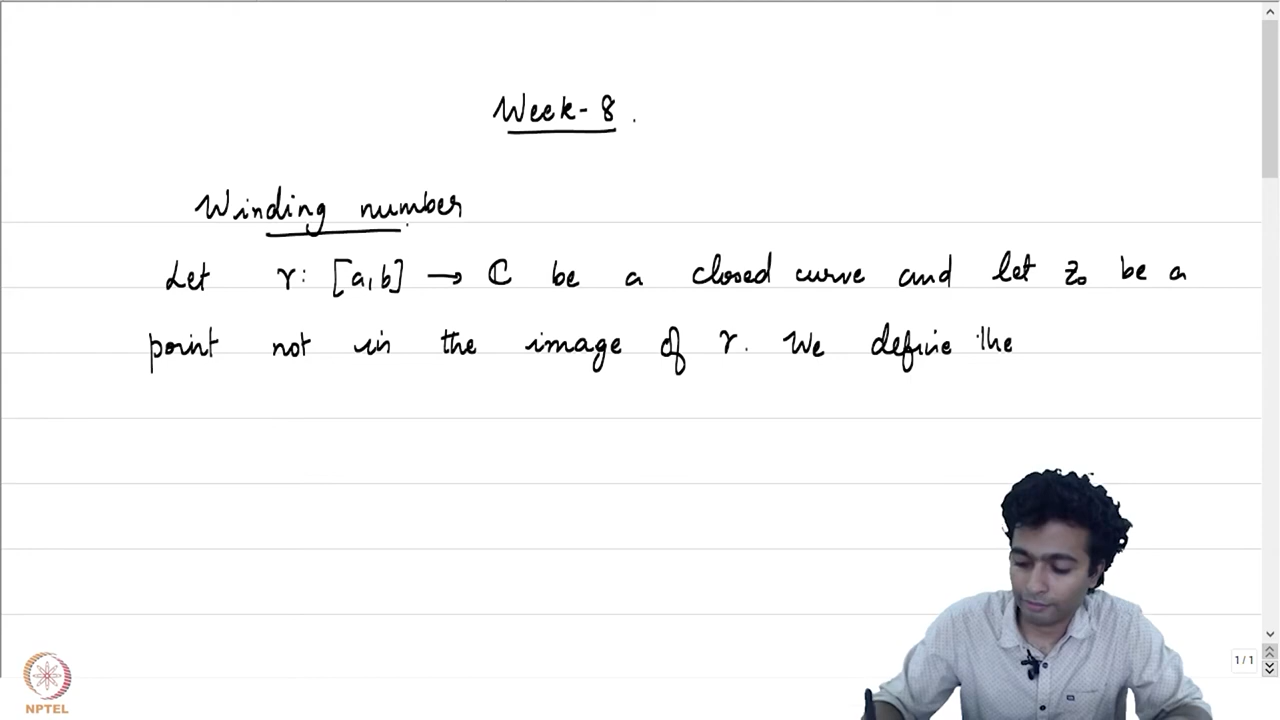 Week-8.
Winding number
Let γ: [a,b] → ℂ be a closed curve and let z₀ be a
point not in the image of γ. We define the
1/1
NPTEL